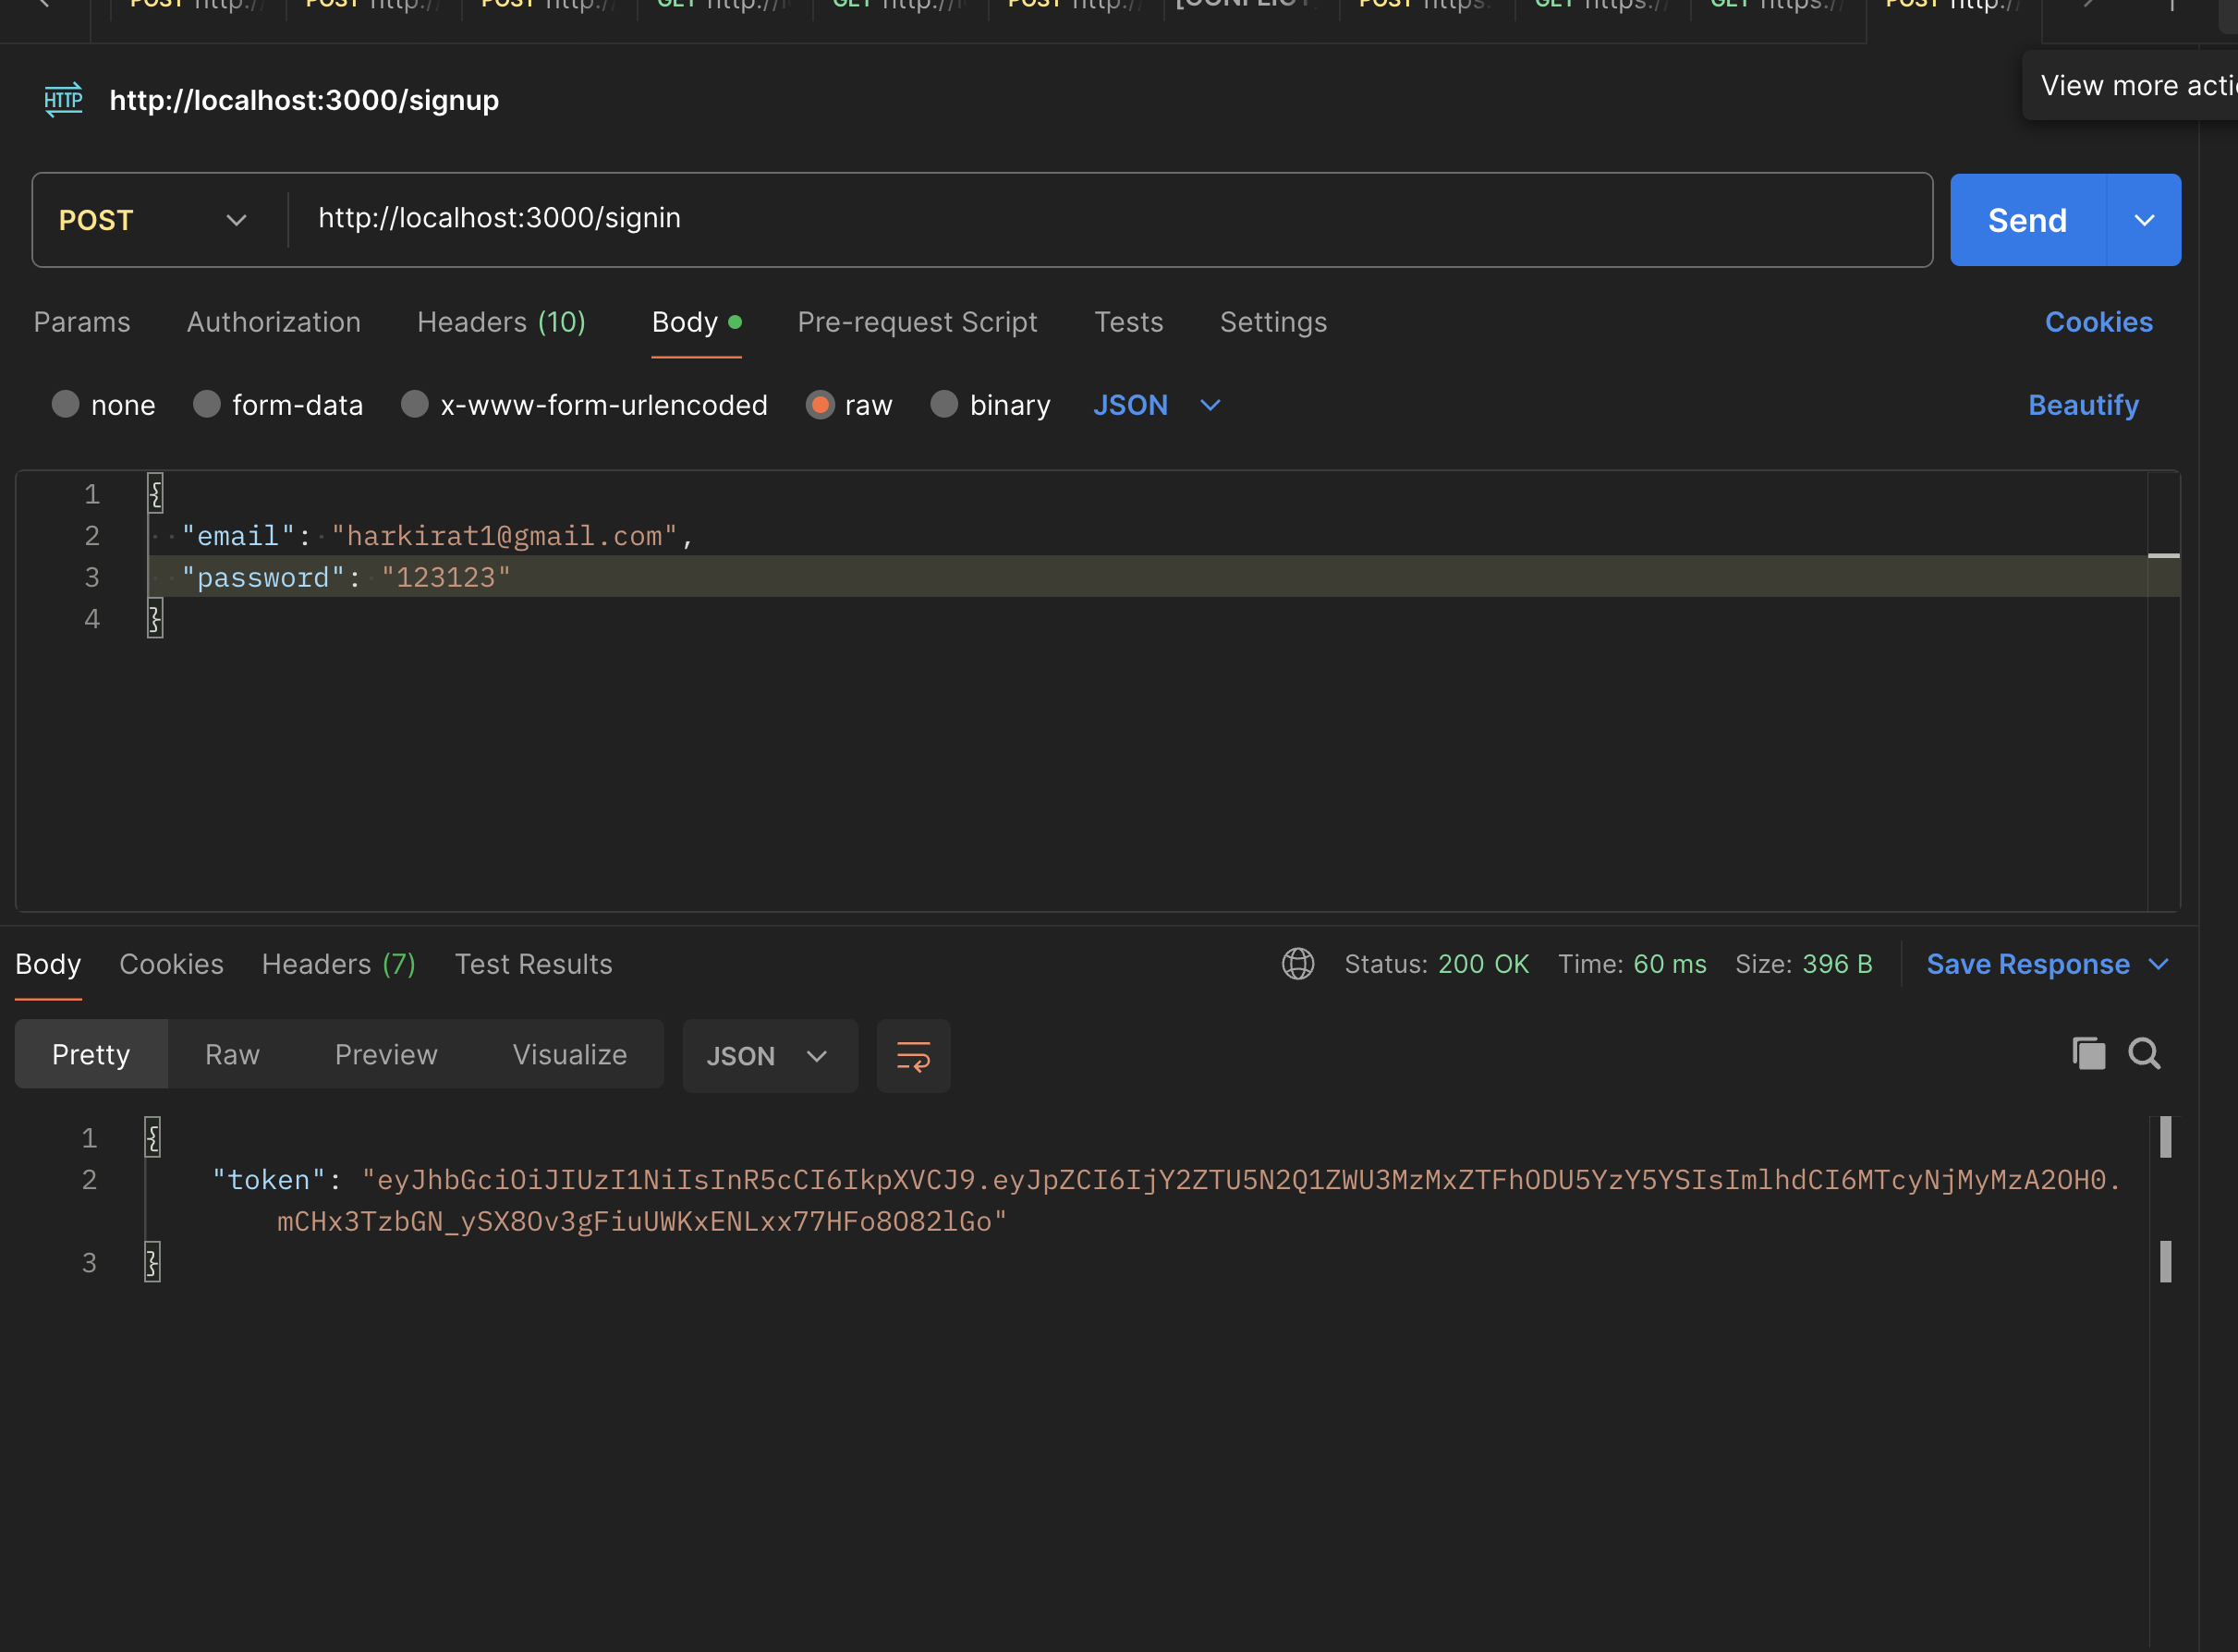 POST http:// POST http:// POST http:// GET http:// GET http:// POST http:// [CONFLICT POST https: GET https:// GET https:// POST http://
View more acti
HTTP http://localhost:3000/signup
POST http://localhost:3000/signin Send
Params Authorization Headers (10) Body Pre-request Script Tests Settings Cookies
none form-data x-www-form-urlencoded raw binary JSON Beautify
1 {
2 "email": "harkirat1@gmail.com",
3 "password": "123123"
4 }
Body Cookies Headers (7) Test Results Status: 200 OK Time: 60 ms Size: 396 B Save Response
Pretty Raw Preview Visualize JSON
1 {
2 "token": "eyJhbGciOiJIUzI1NiIsInR5cCI6IkpXVCJ9.eyJpZCI6IjY2ZTU5N2Q1ZWU3MzMxZTFhODU5YzY5YSIsImlhdCI6MTcyNjMyMzA2OH0.
mCHx3TzbGN_ySX8Ov3gFiuUWKxENLxx77HFo8O82lGo"
3 }